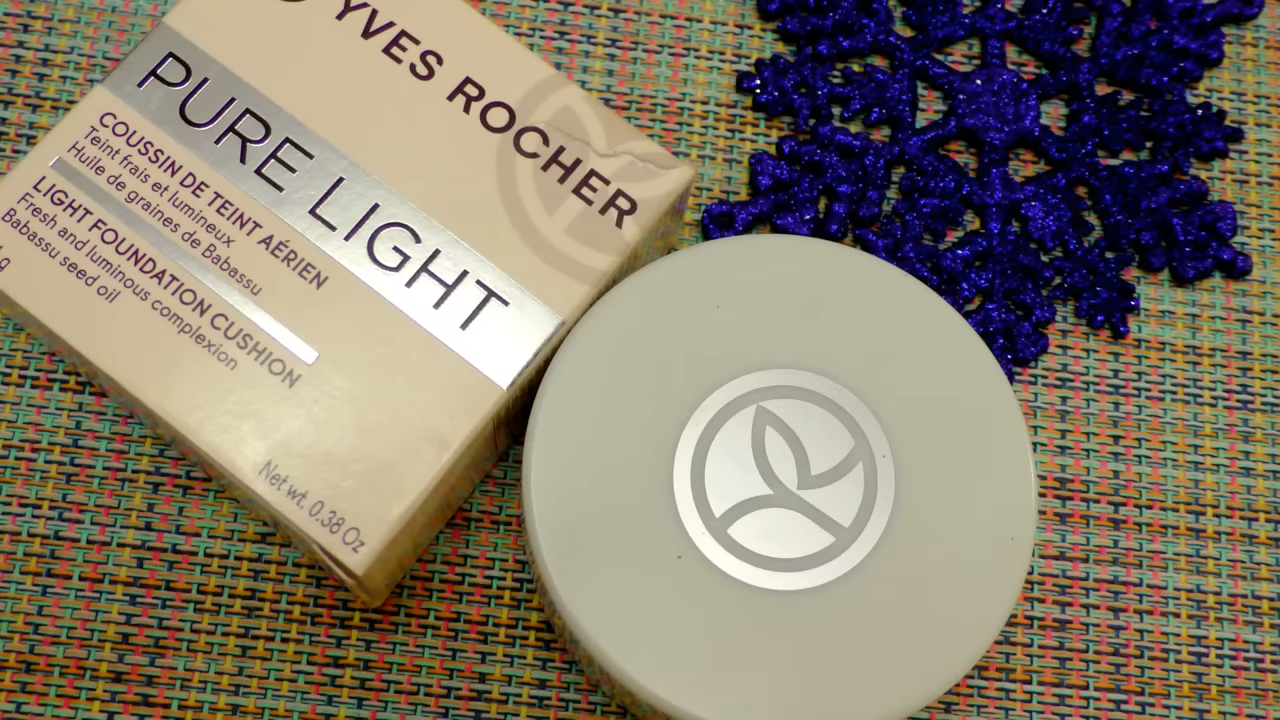 YVES ROCHER
PURE LIGHT
COUSSIN DE TEINT AÉRIEN
Teint frais et lumineux
Huile de graines de Babassu
LIGHT FOUNDATION CUSHION
Fresh and luminous complexion
Babassu seed oil
g
Net wt. 0.38 Oz